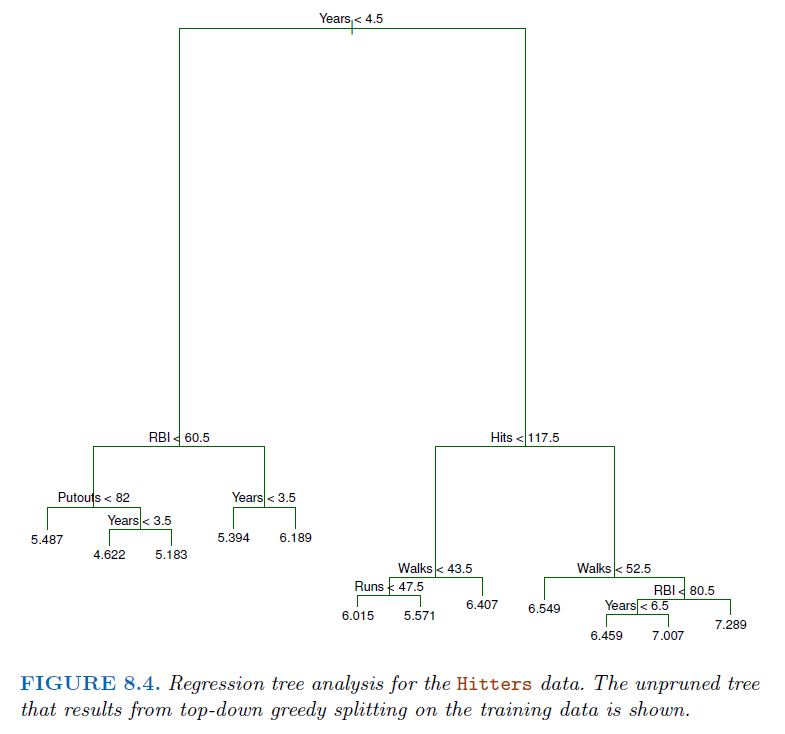 Years < 4.5
RBI < 60.5
Hits < 117.5
Putouts < 82
Years < 3.5
Years < 3.5
5.487
4.622
5.183
5.394
6.189
Walks < 43.5
Walks < 52.5
Runs < 47.5
RBI < 80.5
Years < 6.5
6.015
5.571
6.407
6.549
6.459
7.007
7.289
FIGURE 8.4. Regression tree analysis for the Hitters data. The unpruned tree
that results from top-down greedy splitting on the training data is shown.